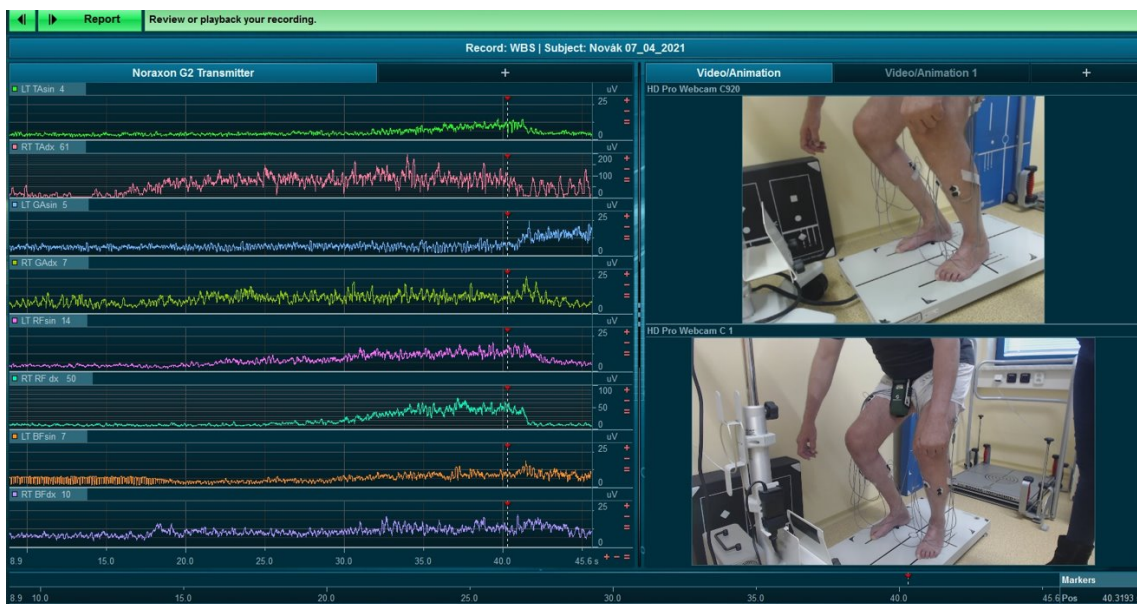 Report Review or playback your recording.
Record: WBS | Subject: Novák 07_04_2021
Noraxon G2 Transmitter +
Video/Animation Video/Animation 1 +
HD Pro Webcam C920
LT TAsin 4 uV
25
0
RT TAdx 61 uV
200
100
0
LT GAsin 5 uV
25
0
RT GAdx 7 uV
25
0
LT RFsin 14 uV
25
0
HD Pro Webcam C 1
RT RF dx 50 uV
100
50
0
LT BFsin 7 uV
25
0
RT BFdx 10 uV
25
0
8.9 15.0 20.0 25.0 30.0 35.0 40.0 45.6 s + - =
Markers
8.9 10.0 15.0 20.0 25.0 30.0 35.0 40.0 45.6 Pos 40.3193